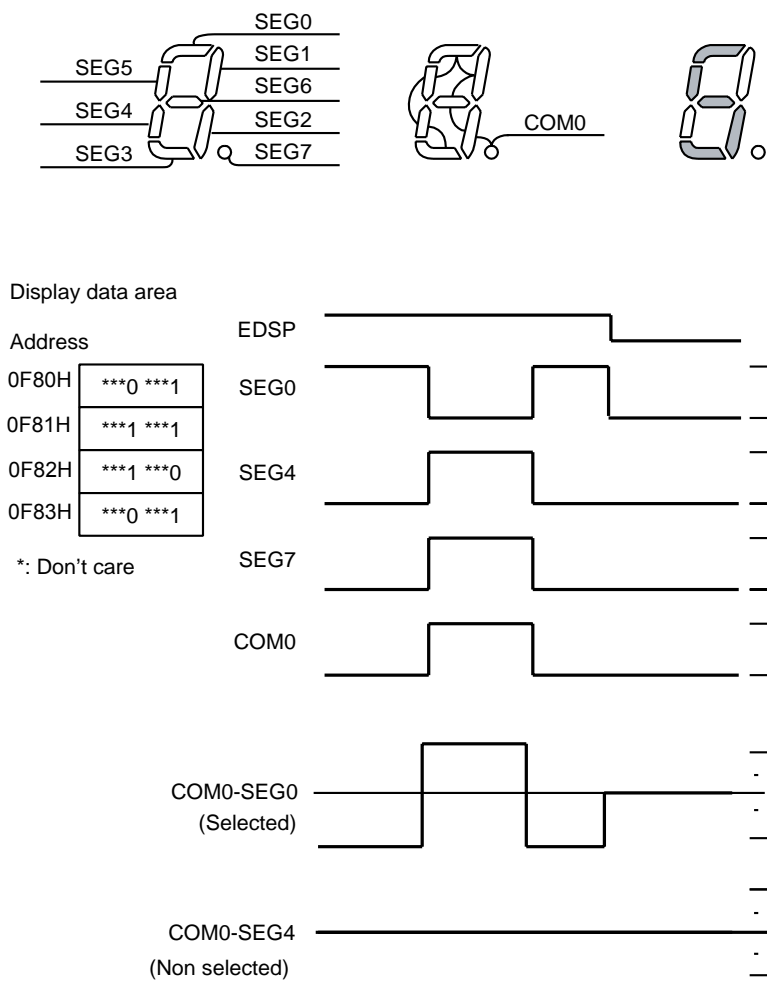 SEG0
SEG1
SEG5
SEG6
SEG4
SEG2
COM0
SEG3
SEG7
Display data area
Address
EDSP
0F80H ***0 ***1
SEG0
0F81H ***1 ***1
0F82H ***1 ***0
SEG4
0F83H ***0 ***1
*: Don't care
SEG7
COM0
COM0-SEG0
(Selected)
COM0-SEG4
(Non selected)